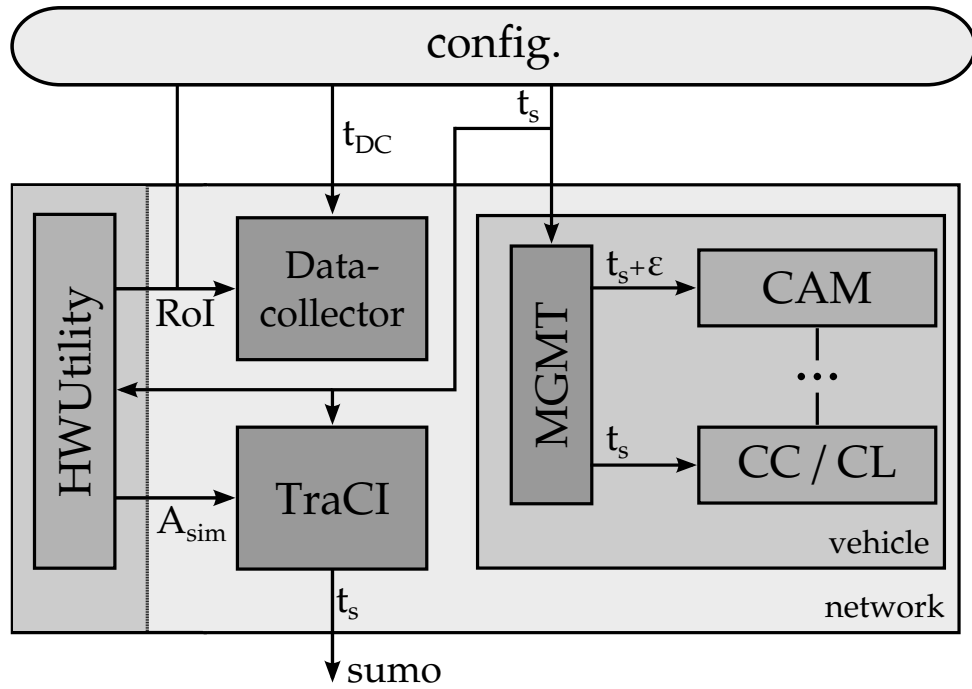 config.
t_s
t_DC
HWUtility
RoI
Data-
collector
MGMT
t_s+ε
CAM
...
t_s
CC / CL
A_sim
TraCI
vehicle
t_s
network
sumo